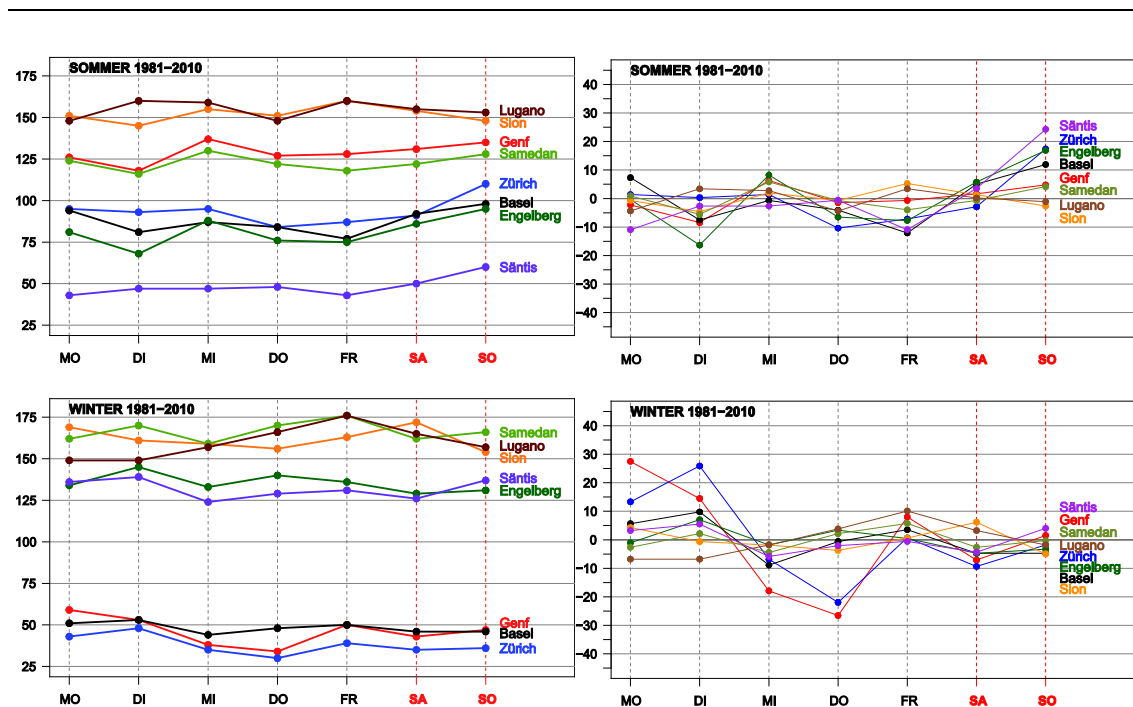 SOMMER 1981–2010
175
150
125
100
75
50
25
Lugano
Sion
Genf
Samedan
Zürich
Basel
Engelberg
Säntis
MO DI MI DO FR SA SO
SOMMER 1981–2010
40
30
20
10
0
−10
−20
−30
−40
Säntis
Zürich
Engelberg
Basel
Genf
Samedan
Lugano
Sion
MO DI MI DO FR SA SO
WINTER 1981–2010
175
150
125
100
75
50
25
Samedan
Lugano
Sion
Säntis
Engelberg
Genf
Basel
Zürich
MO DI MI DO FR SA SO
WINTER 1981–2010
40
30
20
10
0
−10
−20
−30
−40
Säntis
Genf
Samedan
Lugano
Zürich
Engelberg
Basel
Sion
MO DI MI DO FR SA SO